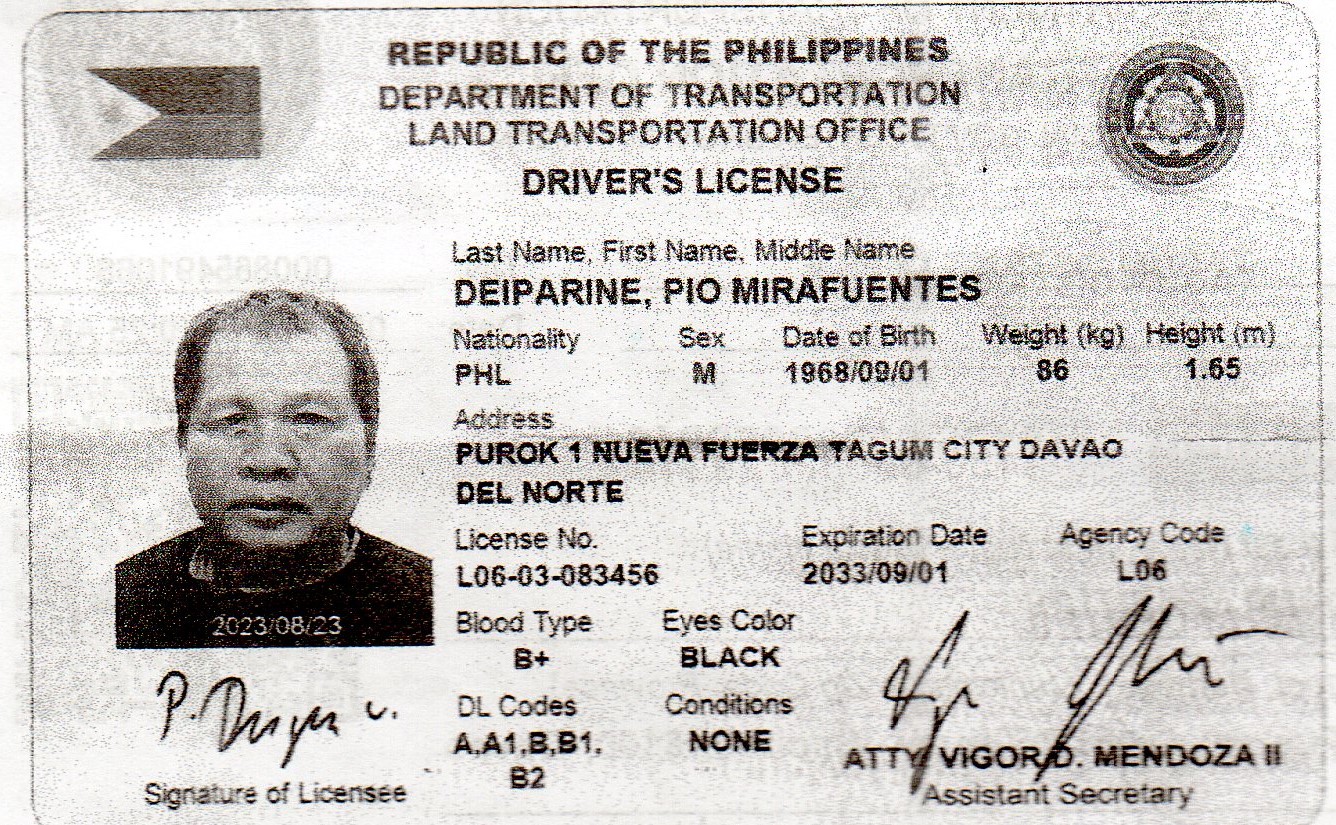 REPUBLIC OF THE PHILIPPINES
DEPARTMENT OF TRANSPORTATION
LAND TRANSPORTATION OFFICE
DRIVER'S LICENSE
Last Name, First Name, Middle Name
DEIPARINE, PIO MIRAFUENTES
Nationality Sex Date of Birth Weight (kg) Height (m)
PHL M 1968/09/01 86 1.65
Address
PUROK 1 NUEVA FUERZA TAGUM CITY DAVAO
DEL NORTE
License No. Expiration Date Agency Code
L06-03-083456 2033/09/01 L06
2023/08/23
Blood Type Eyes Color
B+ BLACK
DL Codes Conditions
A,A1,B,B1, NONE
B2
ATTY VIGOR D. MENDOZA II
Signature of Licensee Assistant Secretary